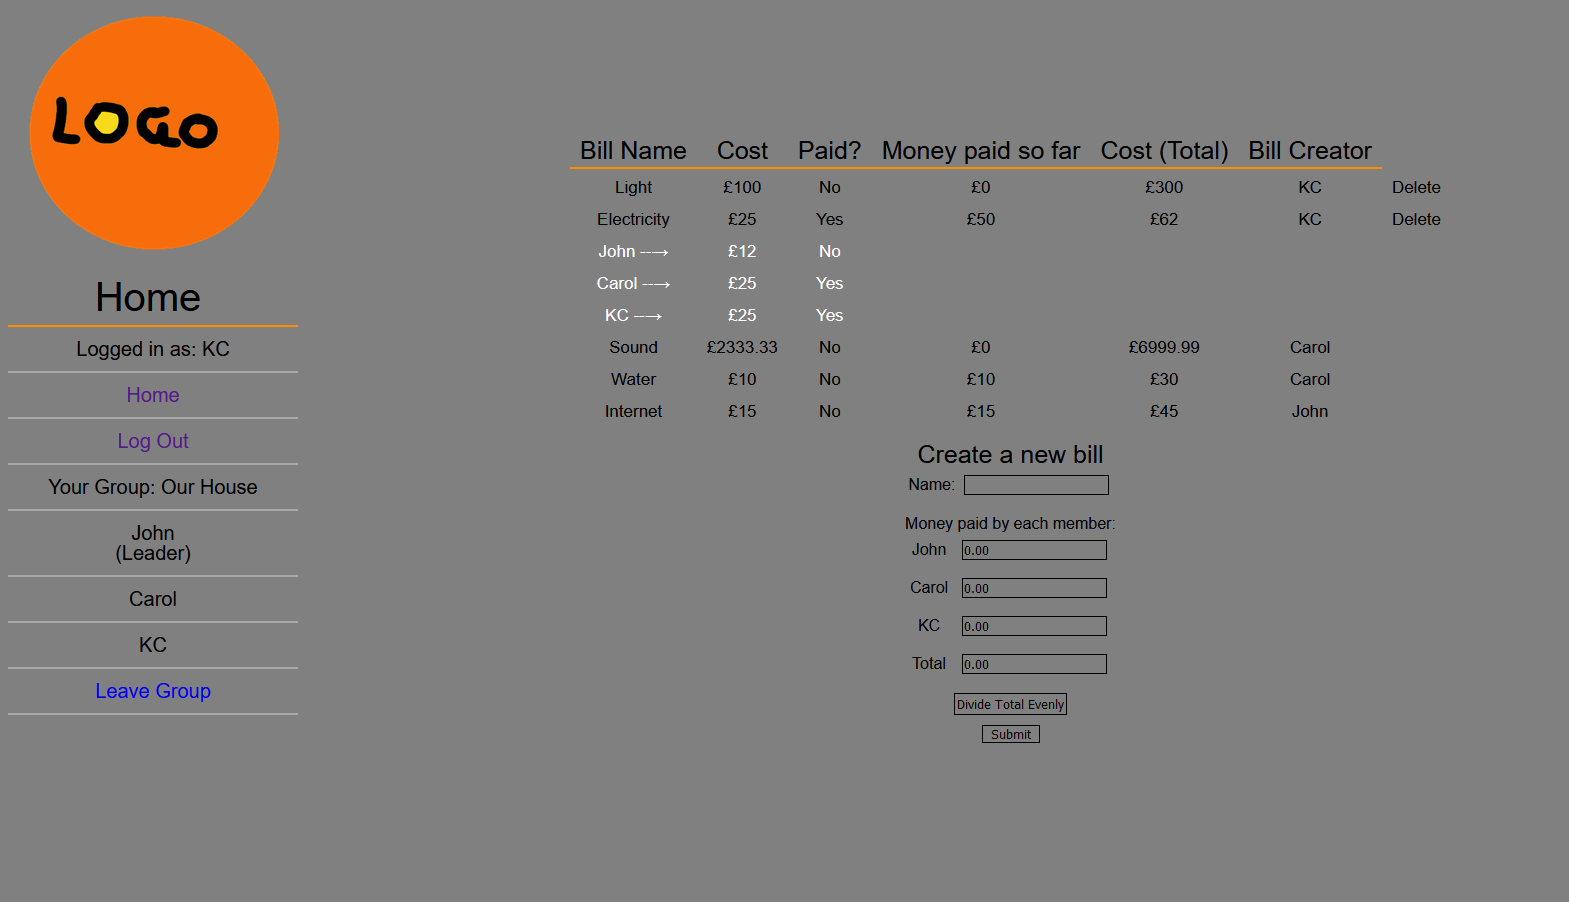 LOGO
Home
Logged in as: KC
Home
Log Out
Your Group: Our House
John
(Leader)
Carol
KC
Leave Group
Bill Name Cost Paid? Money paid so far Cost (Total) Bill Creator
Light £100 No £0 £300 KC Delete
Electricity £25 Yes £50 £62 KC Delete
John ---→ £12 No
Carol ---→ £25 Yes
KC ---→ £25 Yes
Sound £2333.33 No £0 £6999.99 Carol
Water £10 No £10 £30 Carol
Internet £15 No £15 £45 John
Create a new bill
Name:
Money paid by each member:
John 0.00
Carol 0.00
KC 0.00
Total 0.00
Divide Total Evenly
Submit